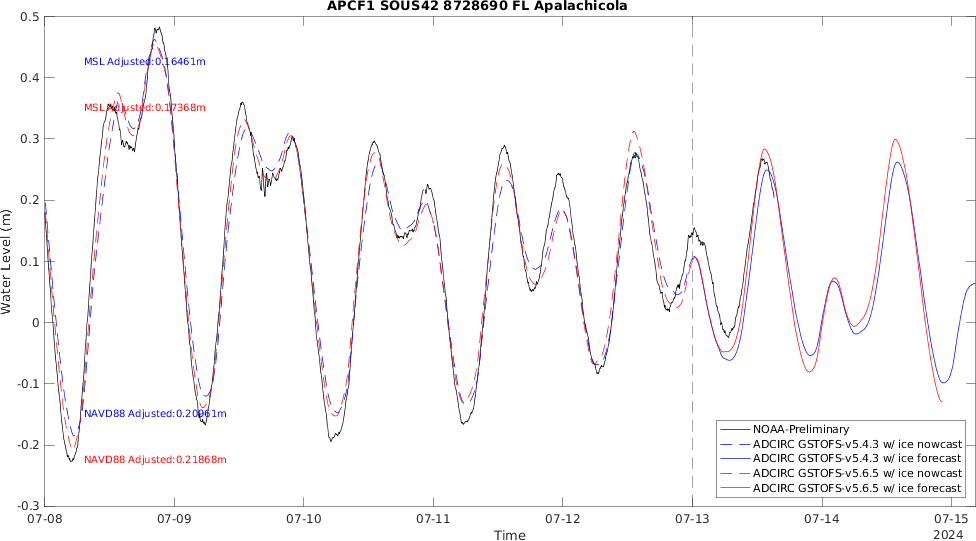 APCF1 SOUS42 8728690 FL Apalachicola
0.5
0.4
0.3
0.2
0.1
0
-0.1
-0.2
-0.3
Water Level (m)
MSL Adjusted:0.16461m
MSL Adjusted:0.17368m
NAVD88 Adjusted:0.20961m
NAVD88 Adjusted:0.21868m
NOAA-Preliminary
ADCIRC GSTOFS-v5.4.3 w/ ice nowcast
ADCIRC GSTOFS-v5.4.3 w/ ice forecast
ADCIRC GSTOFS-v5.6.5 w/ ice nowcast
ADCIRC GSTOFS-v5.6.5 w/ ice forecast
07-08 07-09 07-10 07-11 07-12 07-13 07-14 07-15
Time
2024